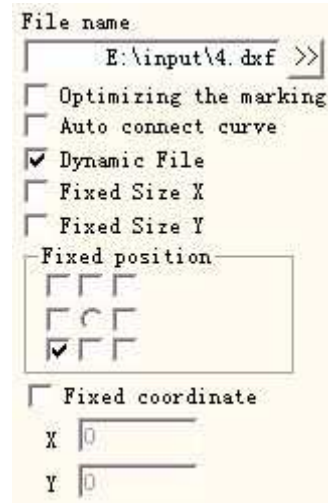 File name
E:\input\4.dxf >>
Optimizing the marking
Auto connect curve
Dynamic File
Fixed Size X
Fixed Size Y
Fixed position
Fixed coordinate
X 0
Y 0